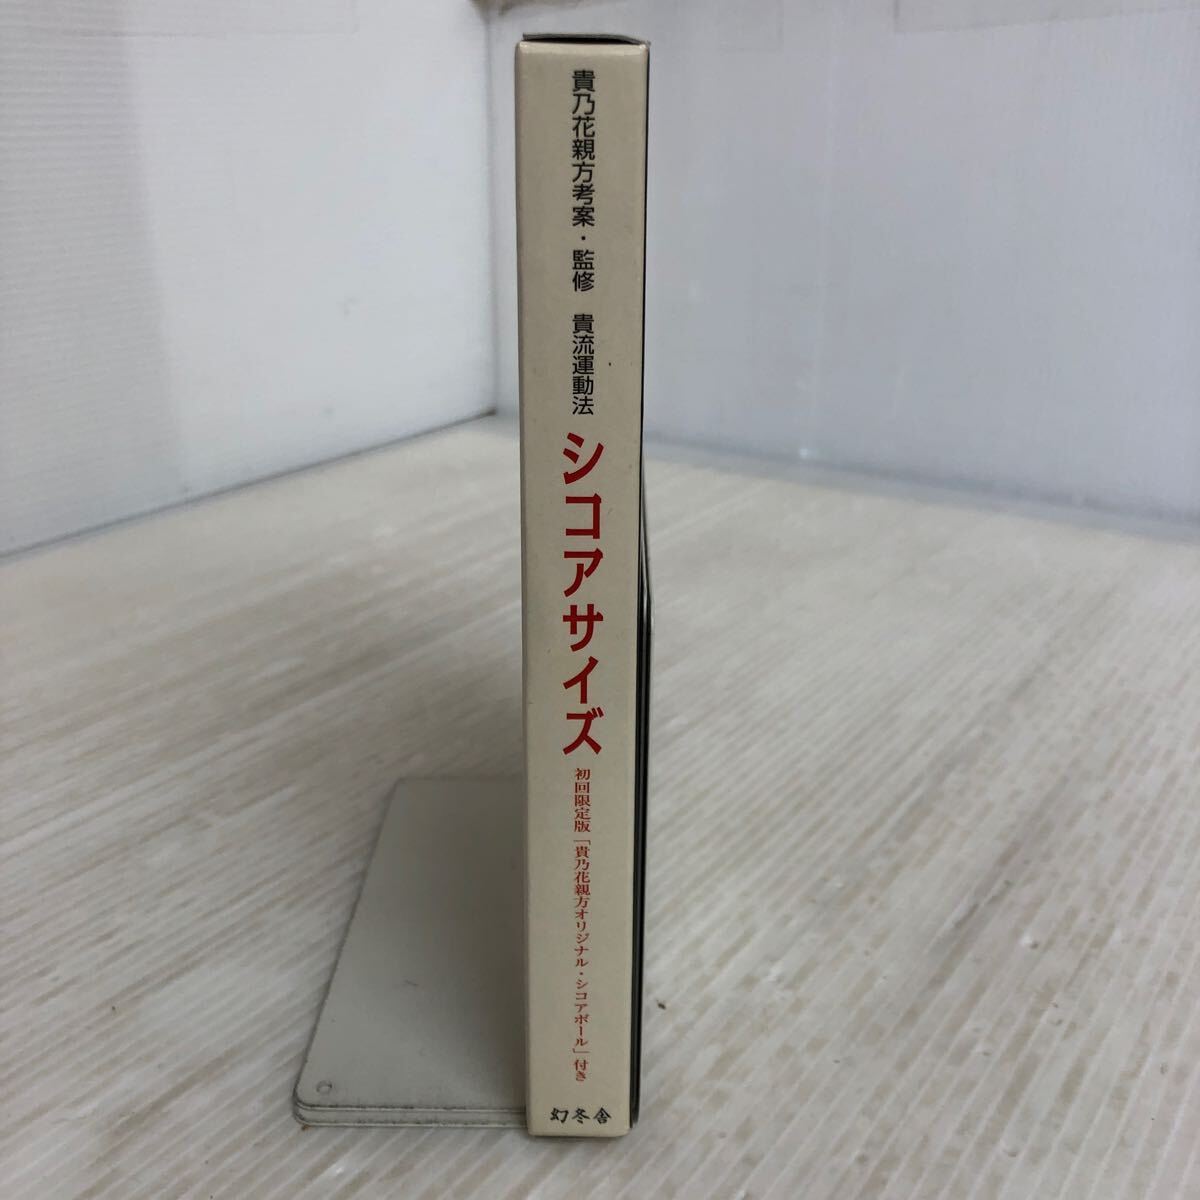 貴乃花親方考案・監修　貴流運動法
シコアサイズ
初回限定版「貴乃花親方オリジナル・シコアボール」付き
幻冬舎